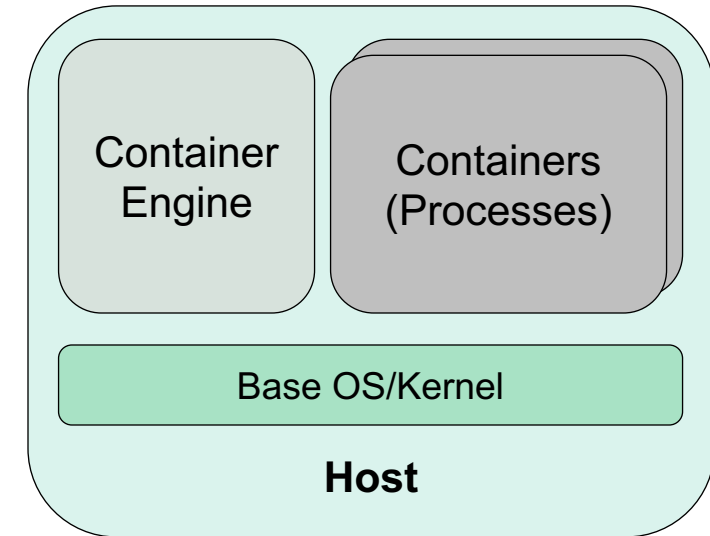 Container
Engine
Containers
(Processes)
Base OS/Kernel
Host